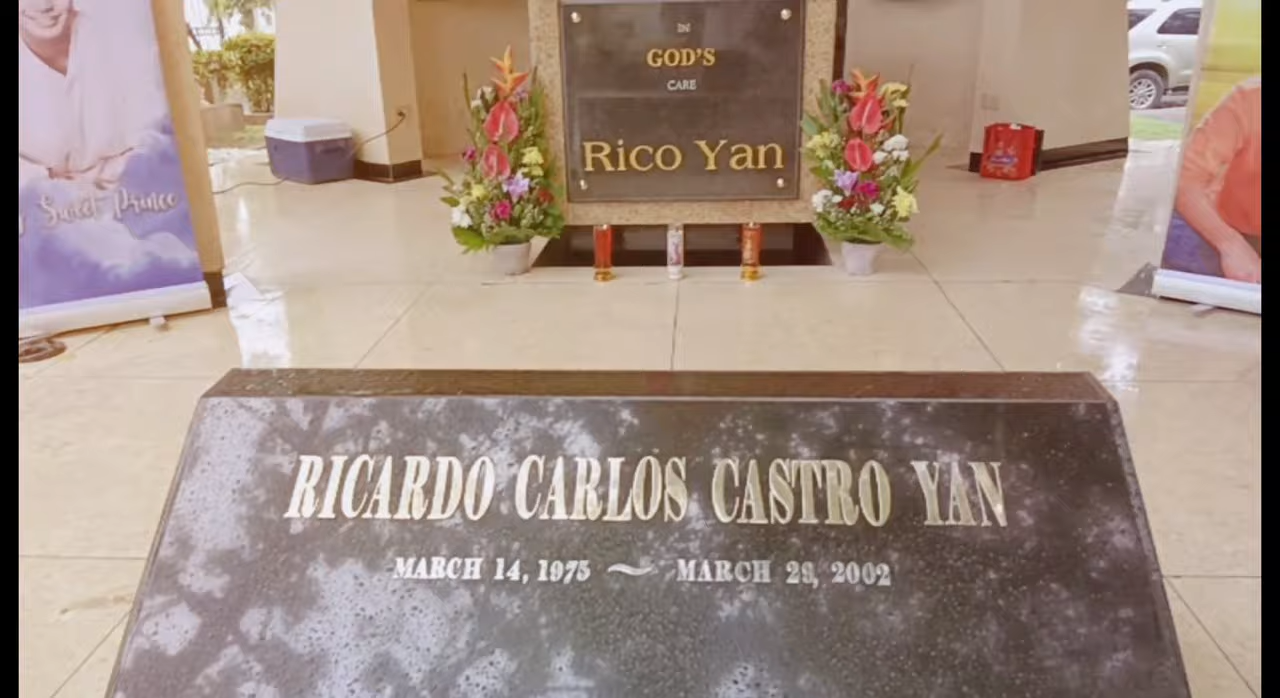 IN
GOD'S
CARE
Rico Yan
Sweet Prince
RICARDO CARLOS CASTRO YAN
MARCH 14, 1975 ~ MARCH 29, 2002